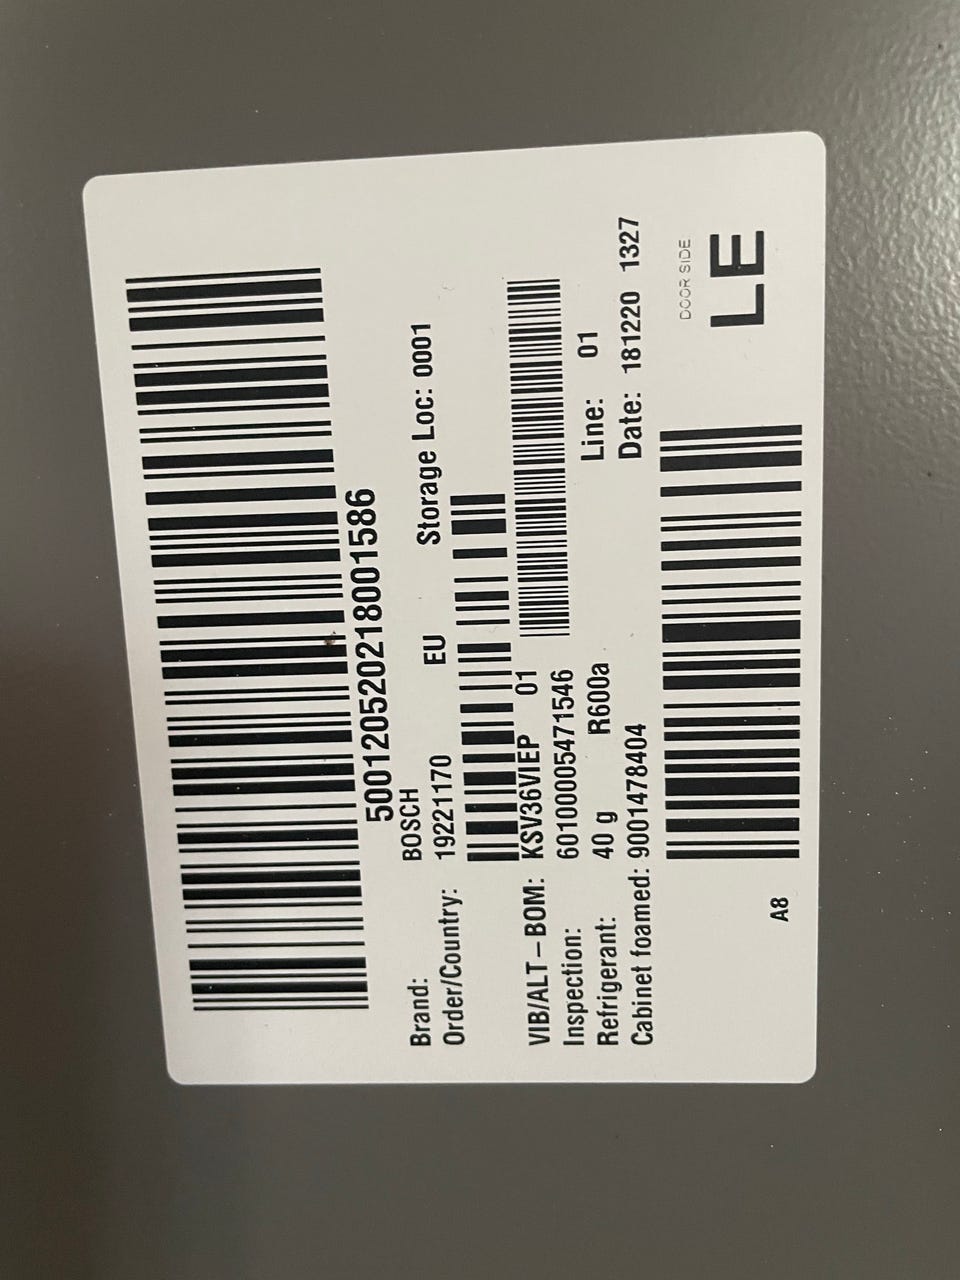 500120520218001586
Brand: BOSCH
Order/Country: 19221170 EU Storage Loc: 0001
VIB/ALT-BOM: KSV36VIEP 01
Inspection: 60100005471546
Refrigerant: 40 g R600a Line: 01
Cabinet foamed: 9001478404 Date: 181220 1327
DOOR SIDE
LE
A8